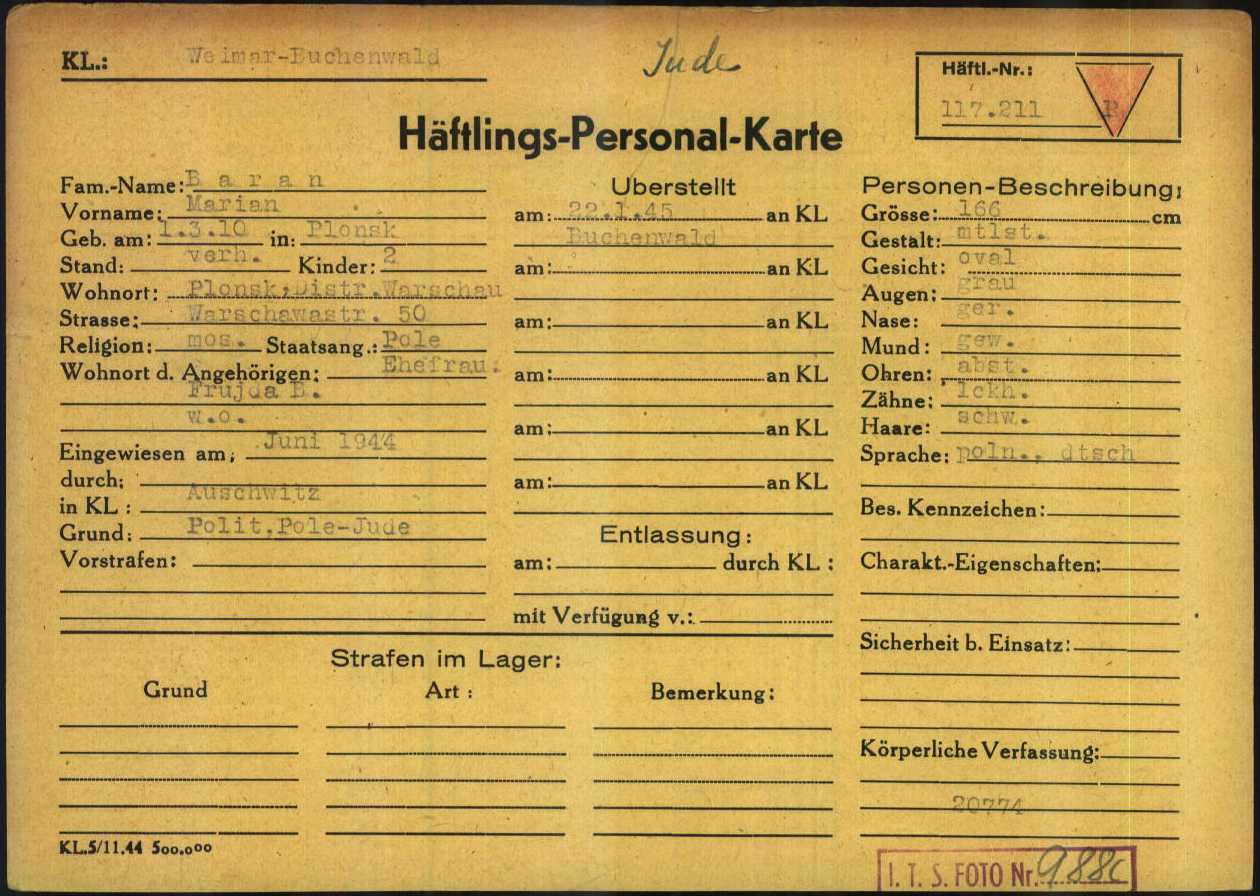 KL.: Weimar-Buchenwald
Jude
Häftl.-Nr.:
117.211 P
Häftlings-Personal-Karte
Fam.-Name: Baran
Vorname: Marian
Geb. am: 1.3.10 in: Plonsk
Stand: verh. Kinder: 2
Wohnort: Plonsk, Distr. Warschau
Strasse: Warschawastr. 50
Religion: mos. Staatsang.: Pole
Wohnort d. Angehörigen: Ehefrau:
Frujda B.
w.o.
Eingewiesen am: Juni 1944
durch:
in KL : Auschwitz
Grund: Polit.Pole-Jude
Vorstrafen:
Uberstellt
am: 22.1.45 an KL
Buchenwald
am: an KL
am: an KL
am: an KL
am: an KL
am: an KL
Entlassung:
am: durch KL :
mit Verfügung v.:
Personen-Beschreibung:
Grösse: 166 cm
Gestalt: mtlst.
Gesicht: oval
Augen: grau
Nase: ger.
Mund: gew.
Ohren: abst.
Zähne: lckh.
Haare: schw.
Sprache: poln., dtsch
Bes. Kennzeichen:
Charakt.-Eigenschaften:
Sicherheit b. Einsatz:
Körperliche Verfassung:
20774
Strafen im Lager:
Grund Art : Bemerkung:
KL.5/11.44 500.000
I. T. S. FOTO Nr.